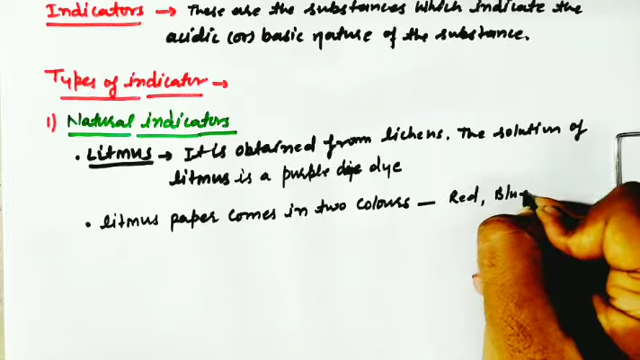 Indicators → These are the substances which indicate the
acidic (or) basic nature of the substance.
Types of indicator →
1) Natural indicators
• Litmus → It is obtained from lichens. The solution of
litmus is a purple dye
• litmus paper comes in two colours — Red, Blu